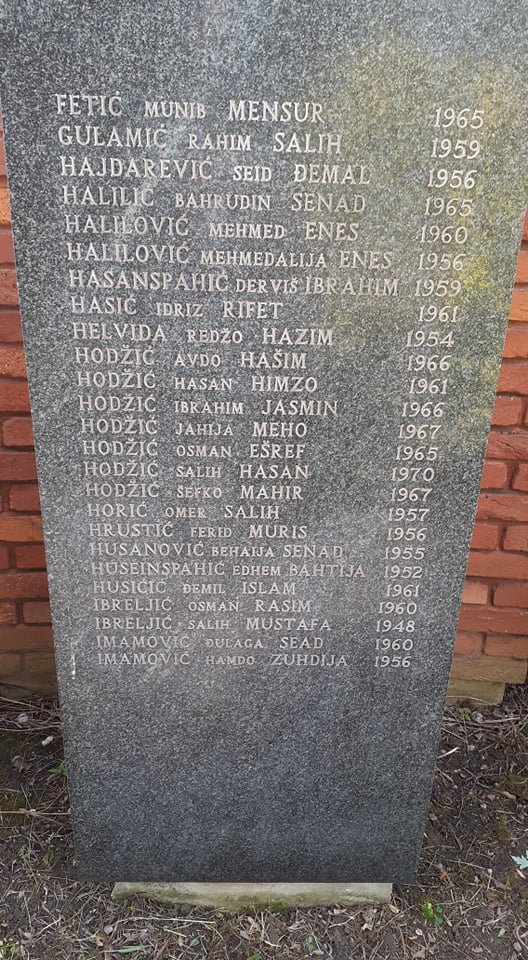 FETIĆ MUNIB MENSUR 1965
GULAMIĆ RAHIM SALIH 1959
HAJDAREVIĆ SEID ĐEMAL 1956
HALILIĆ BAHRUDIN SENAD 1965
HALILOVIĆ MEHMED ENES 1960
HALILOVIĆ MEHMEDALIJA ENES 1956
HASANSPAHIĆ DERVIŠ IBRAHIM 1959
HASIĆ IDRIZ RIFET 1961
HELVIDA REDŽO HAZIM 1954
HODŽIĆ AVDO HAŠIM 1966
HODŽIĆ HASAN HIMZO 1961
HODŽIĆ IBRAHIM JASMIN 1966
HODŽIĆ JAHIJA MEHO 1967
HODŽIĆ OSMAN EŠREF 1965
HODŽIĆ SALIH HASAN 1970
HODŽIĆ ŠEFKO MAHIR 1967
HORIĆ OMER SALIH 1957
HRUSTIĆ FERID MURIS 1956
HUSANOVIĆ BEHAIJA SENAD 1955
HUSEINSPAHIĆ EDHEM BAHTIJA 1952
HUSIĆIĆ ĐEMIL ISLAM 1961
IBRELJIĆ OSMAN RASIM 1960
IBRELJIĆ SALIH MUSTAFA 1948
IMAMOVIĆ ĐULAGA SEAD 1960
IMAMOVIĆ HAMDO ZUHDIJA 1956